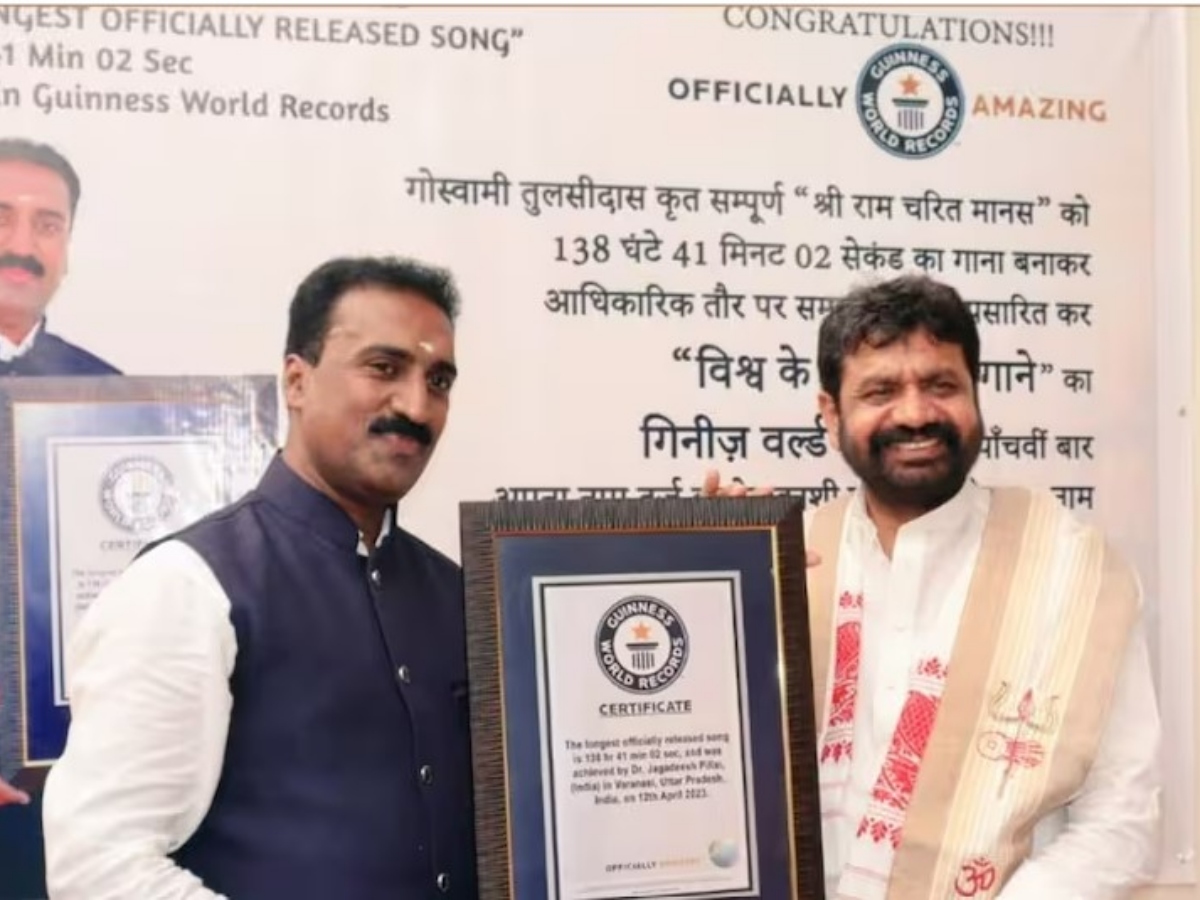 NGEST OFFICIALLY RELEASED SONG”
1 Min 02 Sec
n Guinness World Records
CONGRATULATIONS!!!
OFFICIALLY
GUINNESS WORLD RECORDS
AMAZING
गोस्वामी तुलसीदास कृत सम्पूर्ण “श्री राम चरित मानस” को
138 घंटे 41 मिनट 02 सेकंड का गाना बनाकर
आधिकारिक तौर पर सम प्रसारित कर
“विश्व के गाने” का
गिनीज़ वर्ल्ड पाँचवीं बार
नाम
GUINNESS WORLD RECORDS
CERTIFICATE
The longest officially released song
is 138 hr 41 min 02 sec, and was
achieved by Dr. Jagadeesh Pillai,
(India) in Varanasi, Uttar Pradesh,
India, on 12th April 2023.
OFFICIALLY AMAZING
ॐ